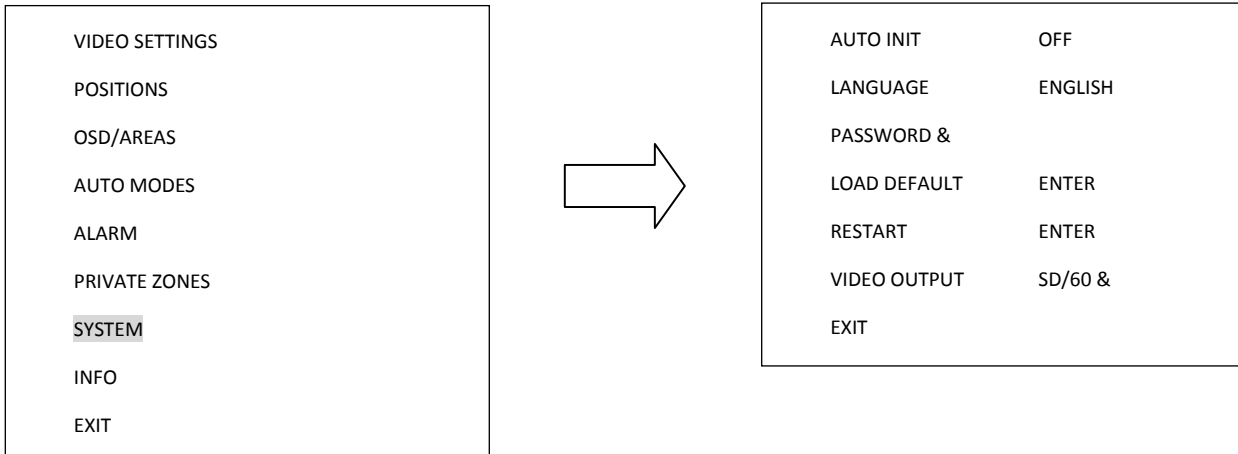 VIDEO SETTINGS
POSITIONS
OSD/AREAS
AUTO MODES
ALARM
PRIVATE ZONES
SYSTEM
INFO
EXIT
AUTO INIT OFF
LANGUAGE ENGLISH
PASSWORD &
LOAD DEFAULT ENTER
RESTART ENTER
VIDEO OUTPUT SD/60 &
EXIT